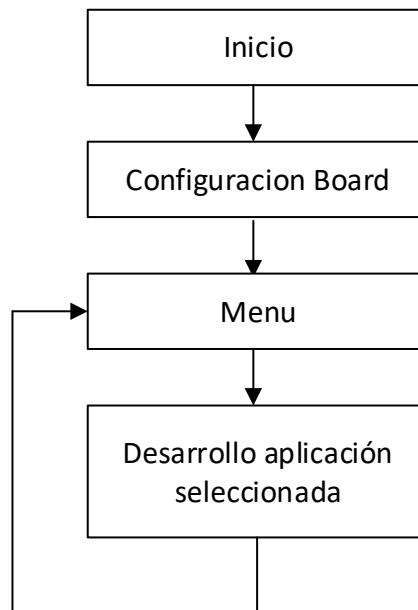 Inicio
Configuracion Board
Menu
Desarrollo aplicación
seleccionada